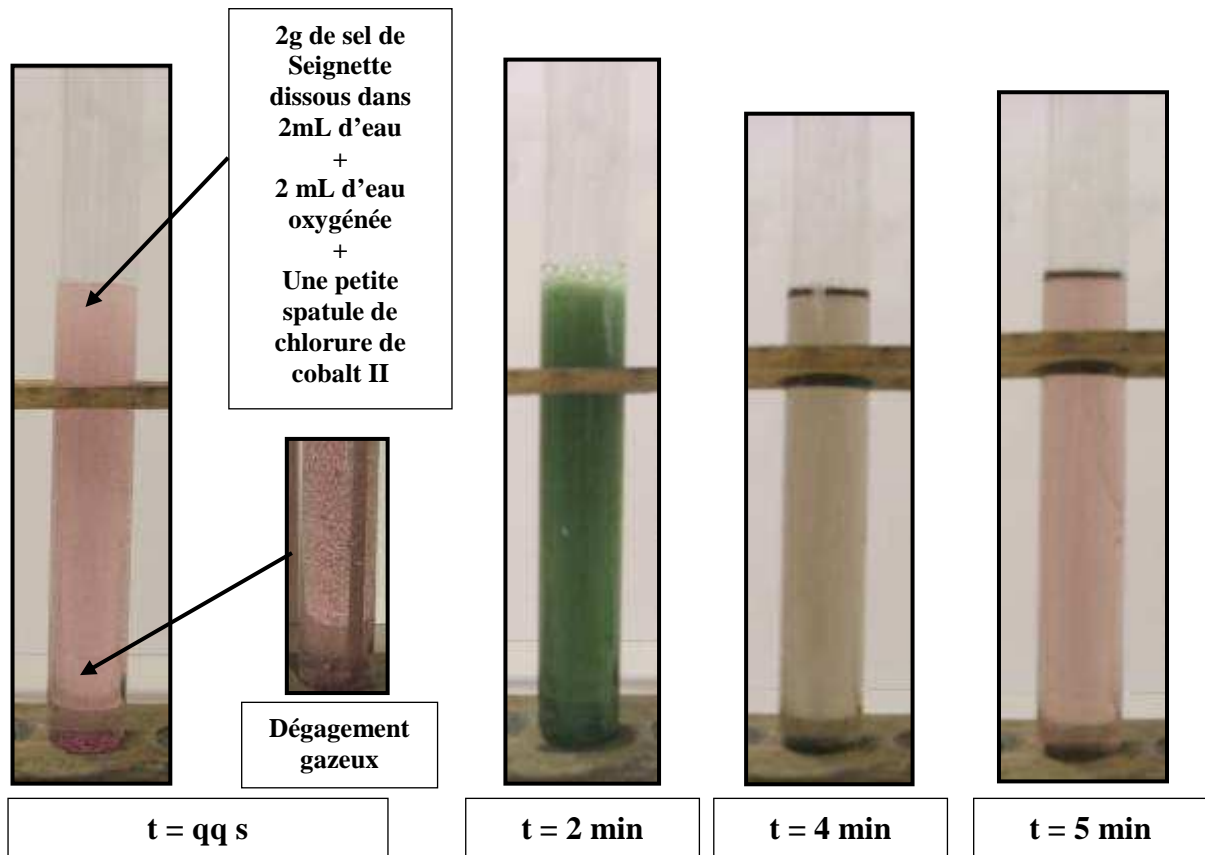 2g de sel de
Seignette
dissous dans
2mL d’eau
+
2 mL d’eau
oxygénée
+
Une petite
spatule de
chlorure de
cobalt II
Dégagement
gazeux
t = qq s
t = 2 min
t = 4 min
t = 5 min